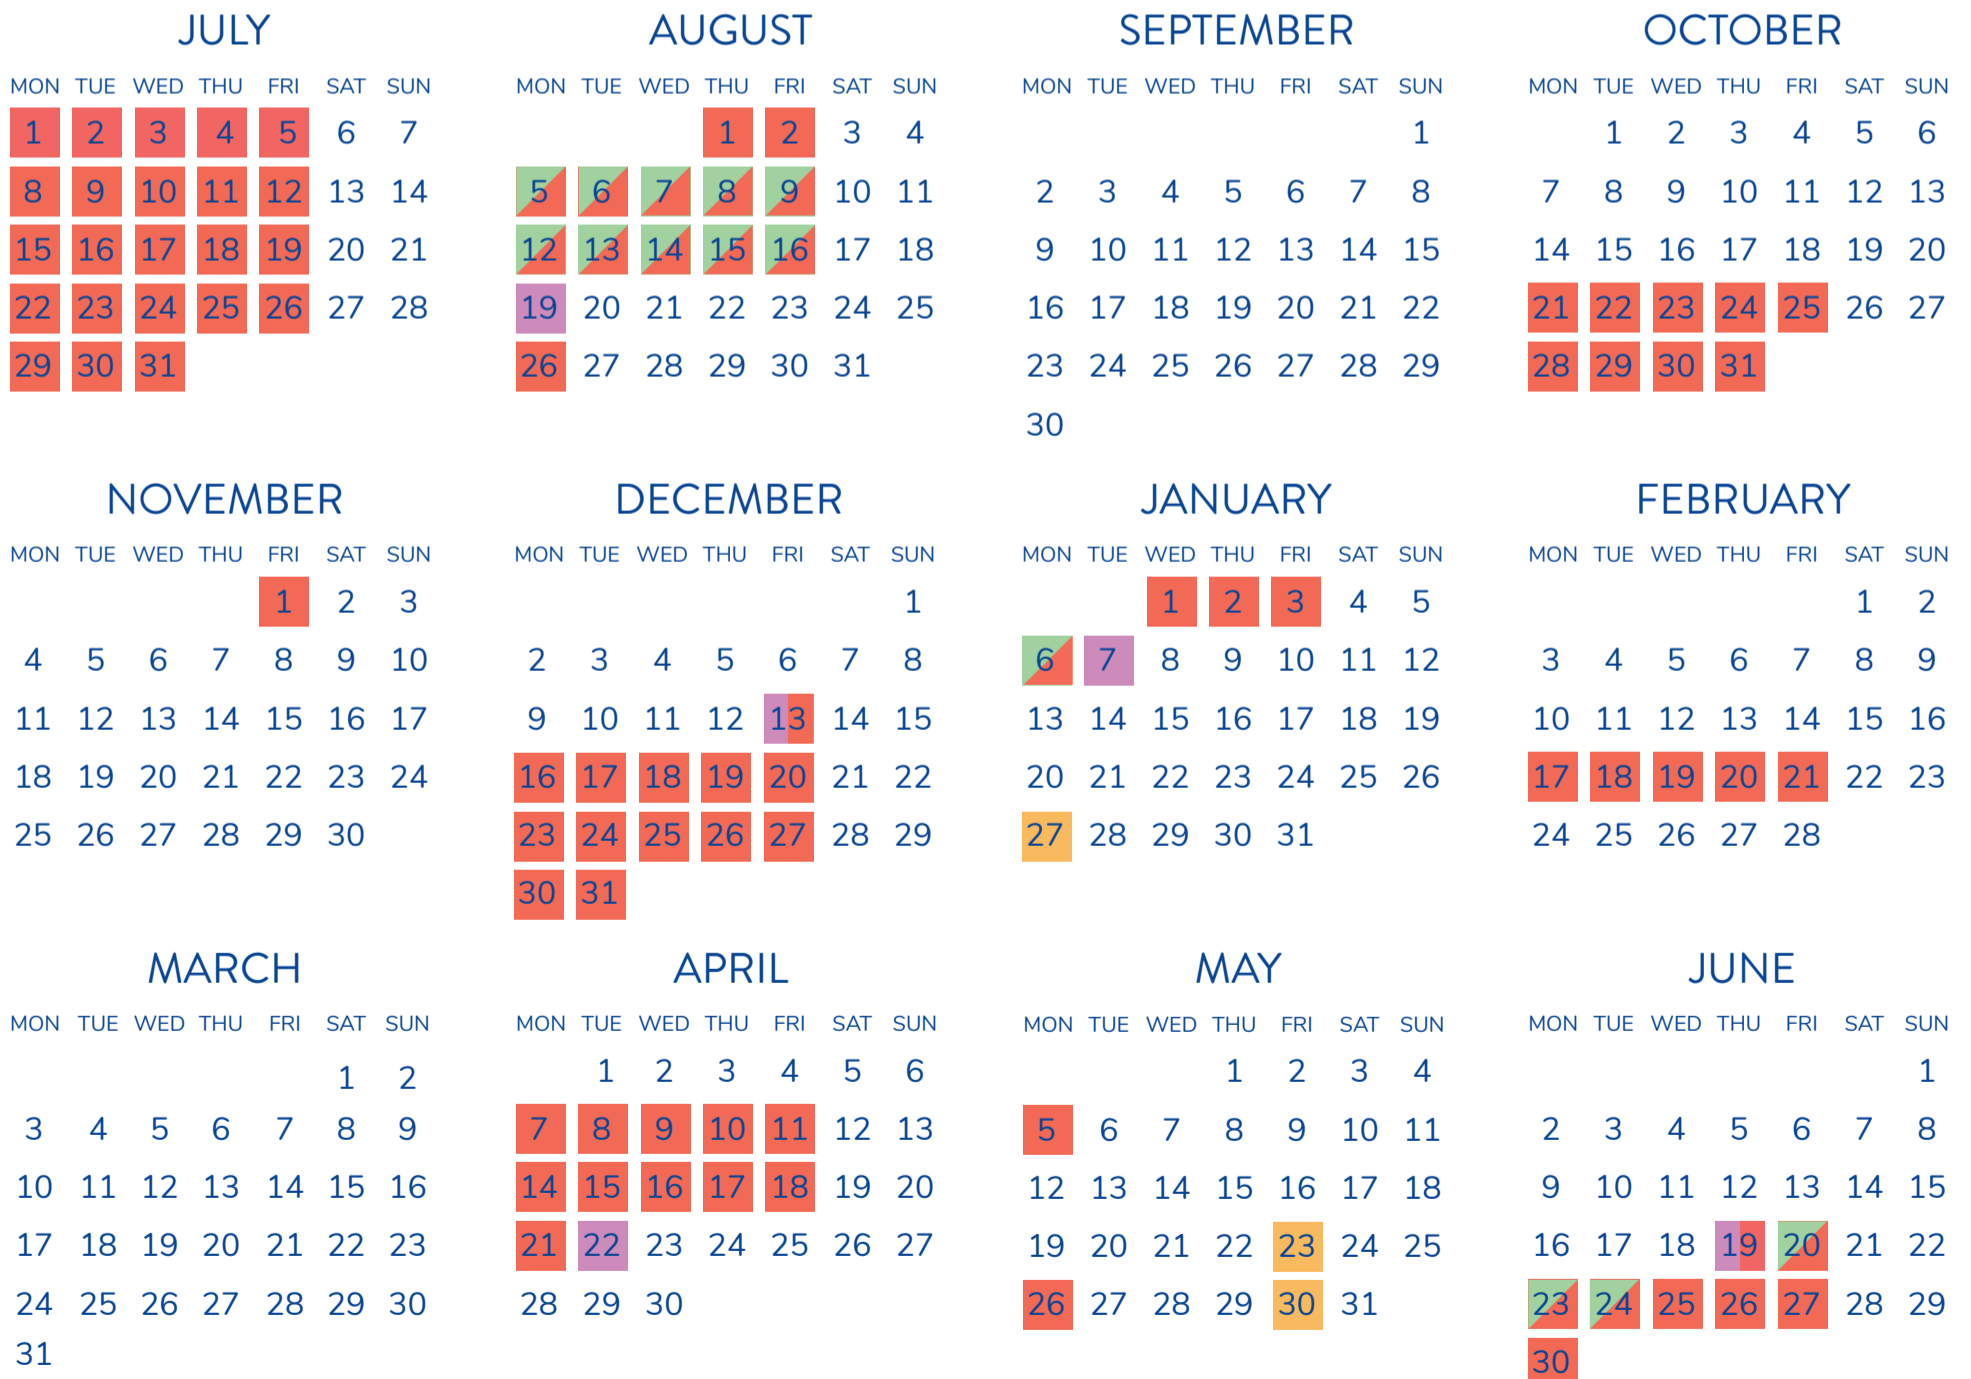 JULY
MON TUE WED THU FRI SAT SUN
1 2 3 4 5 6 7
8 9 10 11 12 13 14
15 16 17 18 19 20 21
22 23 24 25 26 27 28
29 30 31
AUGUST
MON TUE WED THU FRI SAT SUN
1 2 3 4
5 6 7 8 9 10 11
12 13 14 15 16 17 18
19 20 21 22 23 24 25
26 27 28 29 30 31
SEPTEMBER
MON TUE WED THU FRI SAT SUN
1
2 3 4 5 6 7 8
9 10 11 12 13 14 15
16 17 18 19 20 21 22
23 24 25 26 27 28 29
30
OCTOBER
MON TUE WED THU FRI SAT SUN
1 2 3 4 5 6
7 8 9 10 11 12 13
14 15 16 17 18 19 20
21 22 23 24 25 26 27
28 29 30 31
NOVEMBER
MON TUE WED THU FRI SAT SUN
1 2 3
4 5 6 7 8 9 10
11 12 13 14 15 16 17
18 19 20 21 22 23 24
25 26 27 28 29 30
DECEMBER
MON TUE WED THU FRI SAT SUN
1
2 3 4 5 6 7 8
9 10 11 12 13 14 15
16 17 18 19 20 21 22
23 24 25 26 27 28 29
30 31
JANUARY
MON TUE WED THU FRI SAT SUN
1 2 3 4 5
6 7 8 9 10 11 12
13 14 15 16 17 18 19
20 21 22 23 24 25 26
27 28 29 30 31
FEBRUARY
MON TUE WED THU FRI SAT SUN
1 2
3 4 5 6 7 8 9
10 11 12 13 14 15 16
17 18 19 20 21 22 23
24 25 26 27 28
MARCH
MON TUE WED THU FRI SAT SUN
1 2
3 4 5 6 7 8 9
10 11 12 13 14 15 16
17 18 19 20 21 22 23
24 25 26 27 28 29 30
31
APRIL
MON TUE WED THU FRI SAT SUN
1 2 3 4 5 6
7 8 9 10 11 12 13
14 15 16 17 18 19 20
21 22 23 24 25 26 27
28 29 30
MAY
MON TUE WED THU FRI SAT SUN
1 2 3 4
5 6 7 8 9 10 11
12 13 14 15 16 17 18
19 20 21 22 23 24 25
26 27 28 29 30 31
JUNE
MON TUE WED THU FRI SAT SUN
1
2 3 4 5 6 7 8
9 10 11 12 13 14 15
16 17 18 19 20 21 22
23 24 25 26 27 28 29
30